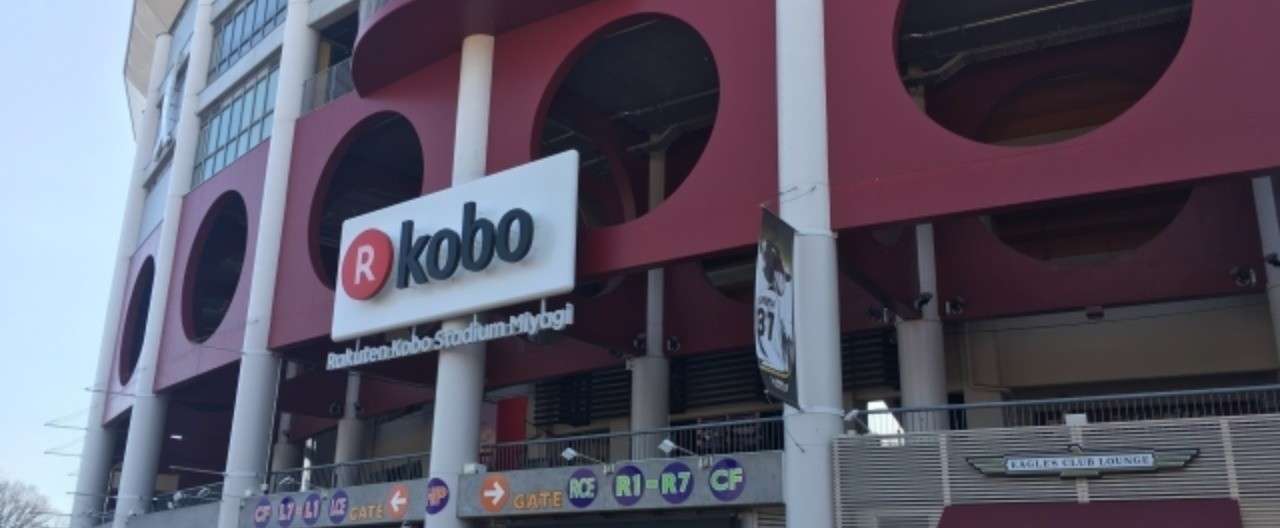 R kobo
Rakuten Kobo Stadium Miyagi
37
EAGLES CLUB LOUNGE
CF L7=L1 LCE GATE ←
→ GATE RCE R1=R7 CF